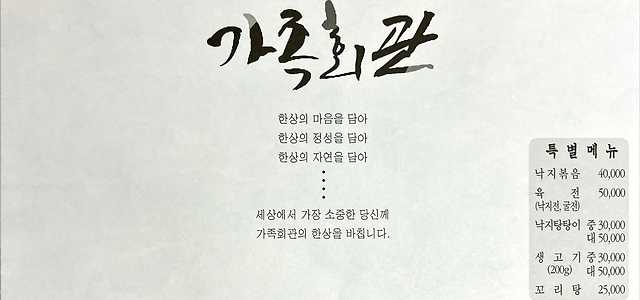 가족회관
한상의 마음을 담아
한상의 정성을 담아
한상의 자연을 담아
세상에서 가장 소중한 당신께
가족회관의 한상을 바칩니다.
특별메뉴
낙지볶음 40,000
육전 50,000
(낙지전,굴전)
낙지탕탕이 중 30,000
대 50,000
생고기 중 30,000
(200g) 대 50,000
꼬리탕 25,000